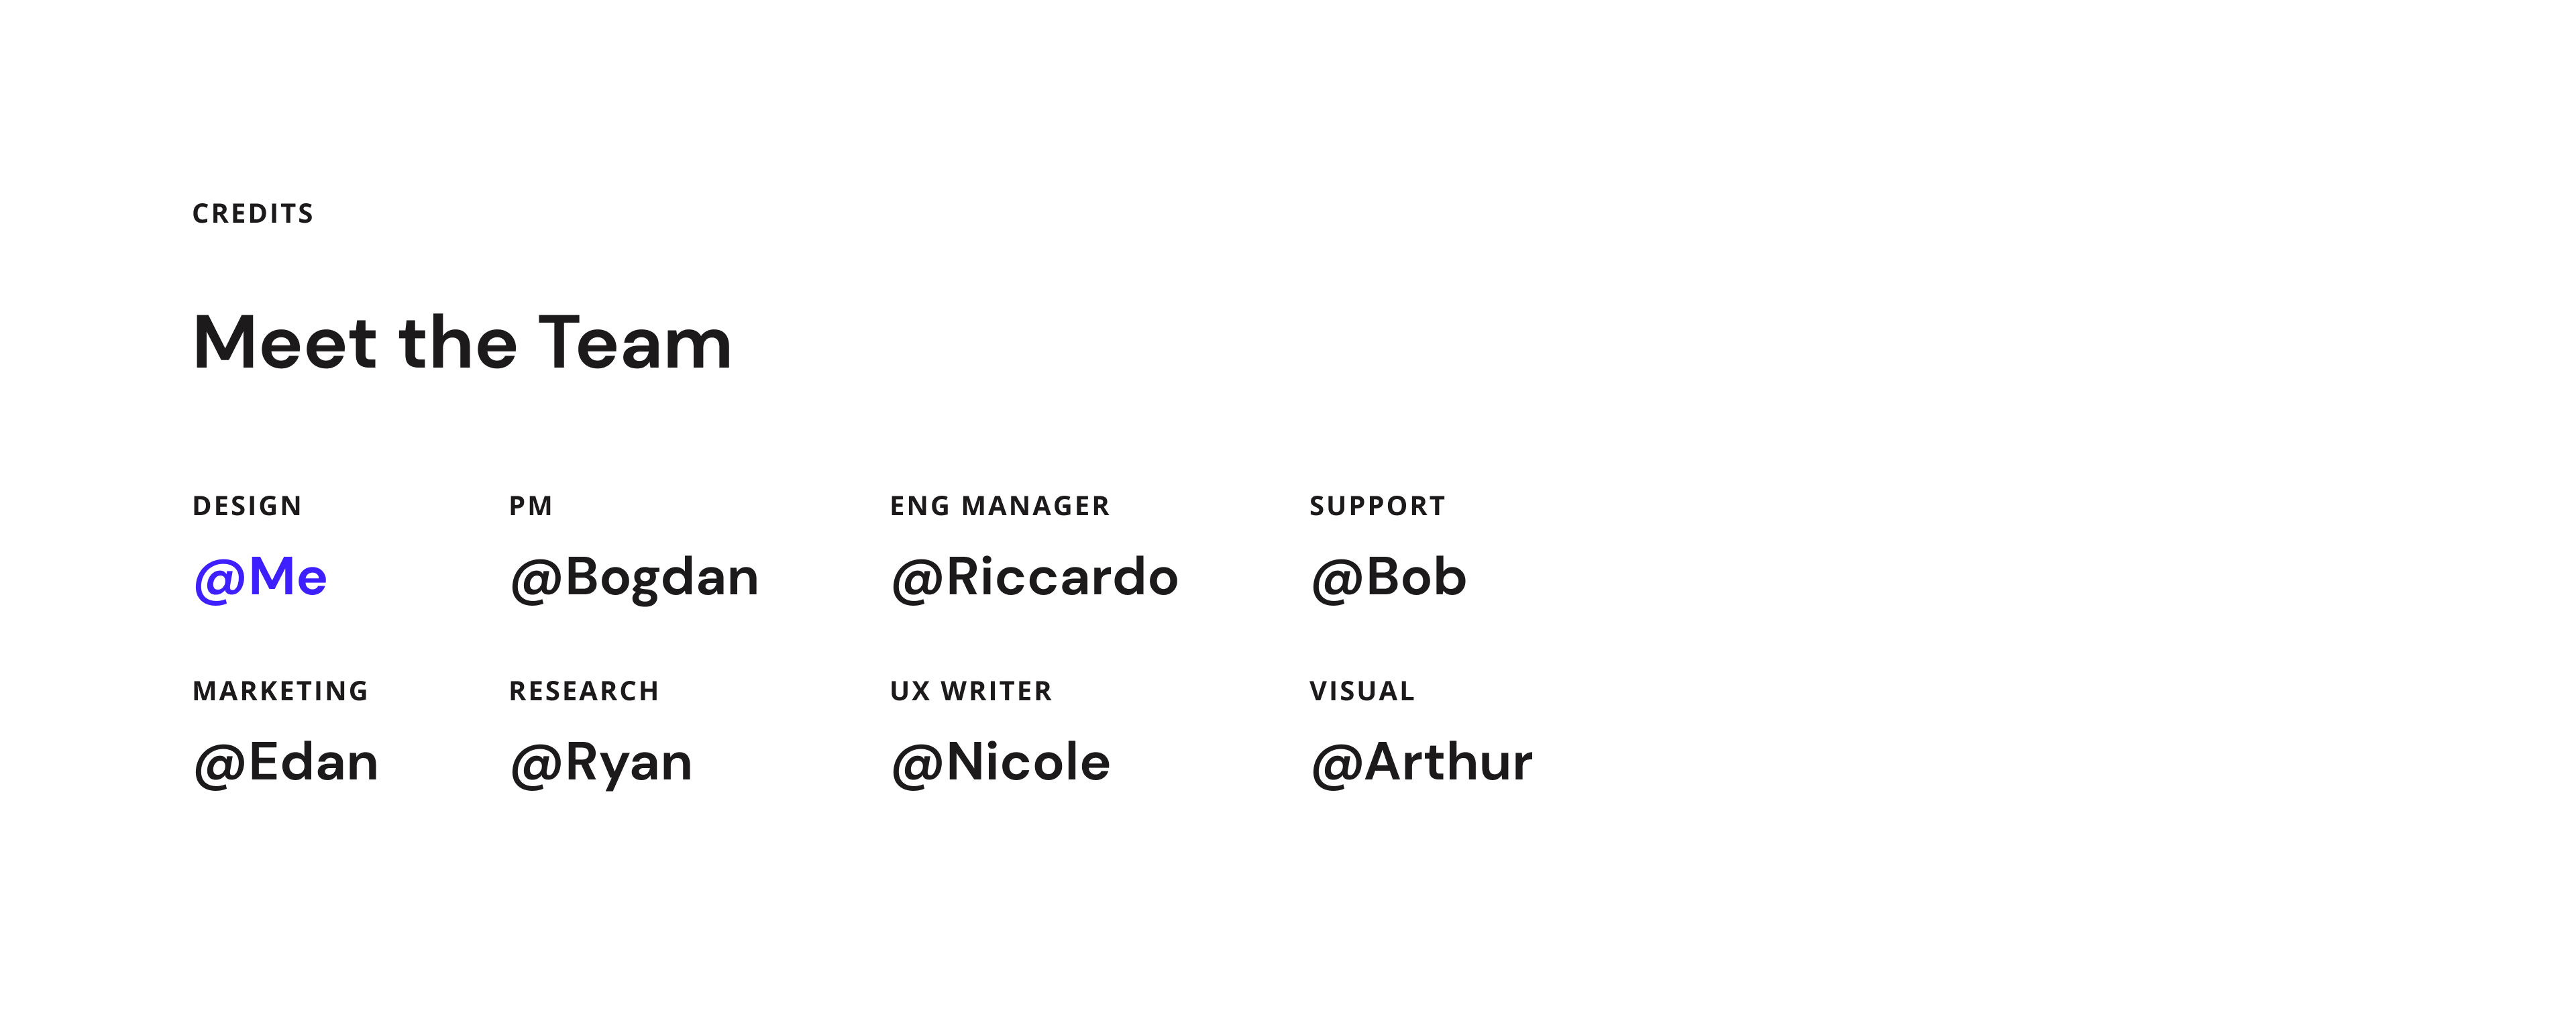 CREDITS
Meet the Team
DESIGN PM ENG MANAGER SUPPORT
@Me @Bogdan @Riccardo @Bob
MARKETING RESEARCH UX WRITER VISUAL
@Edan @Ryan @Nicole @Arthur